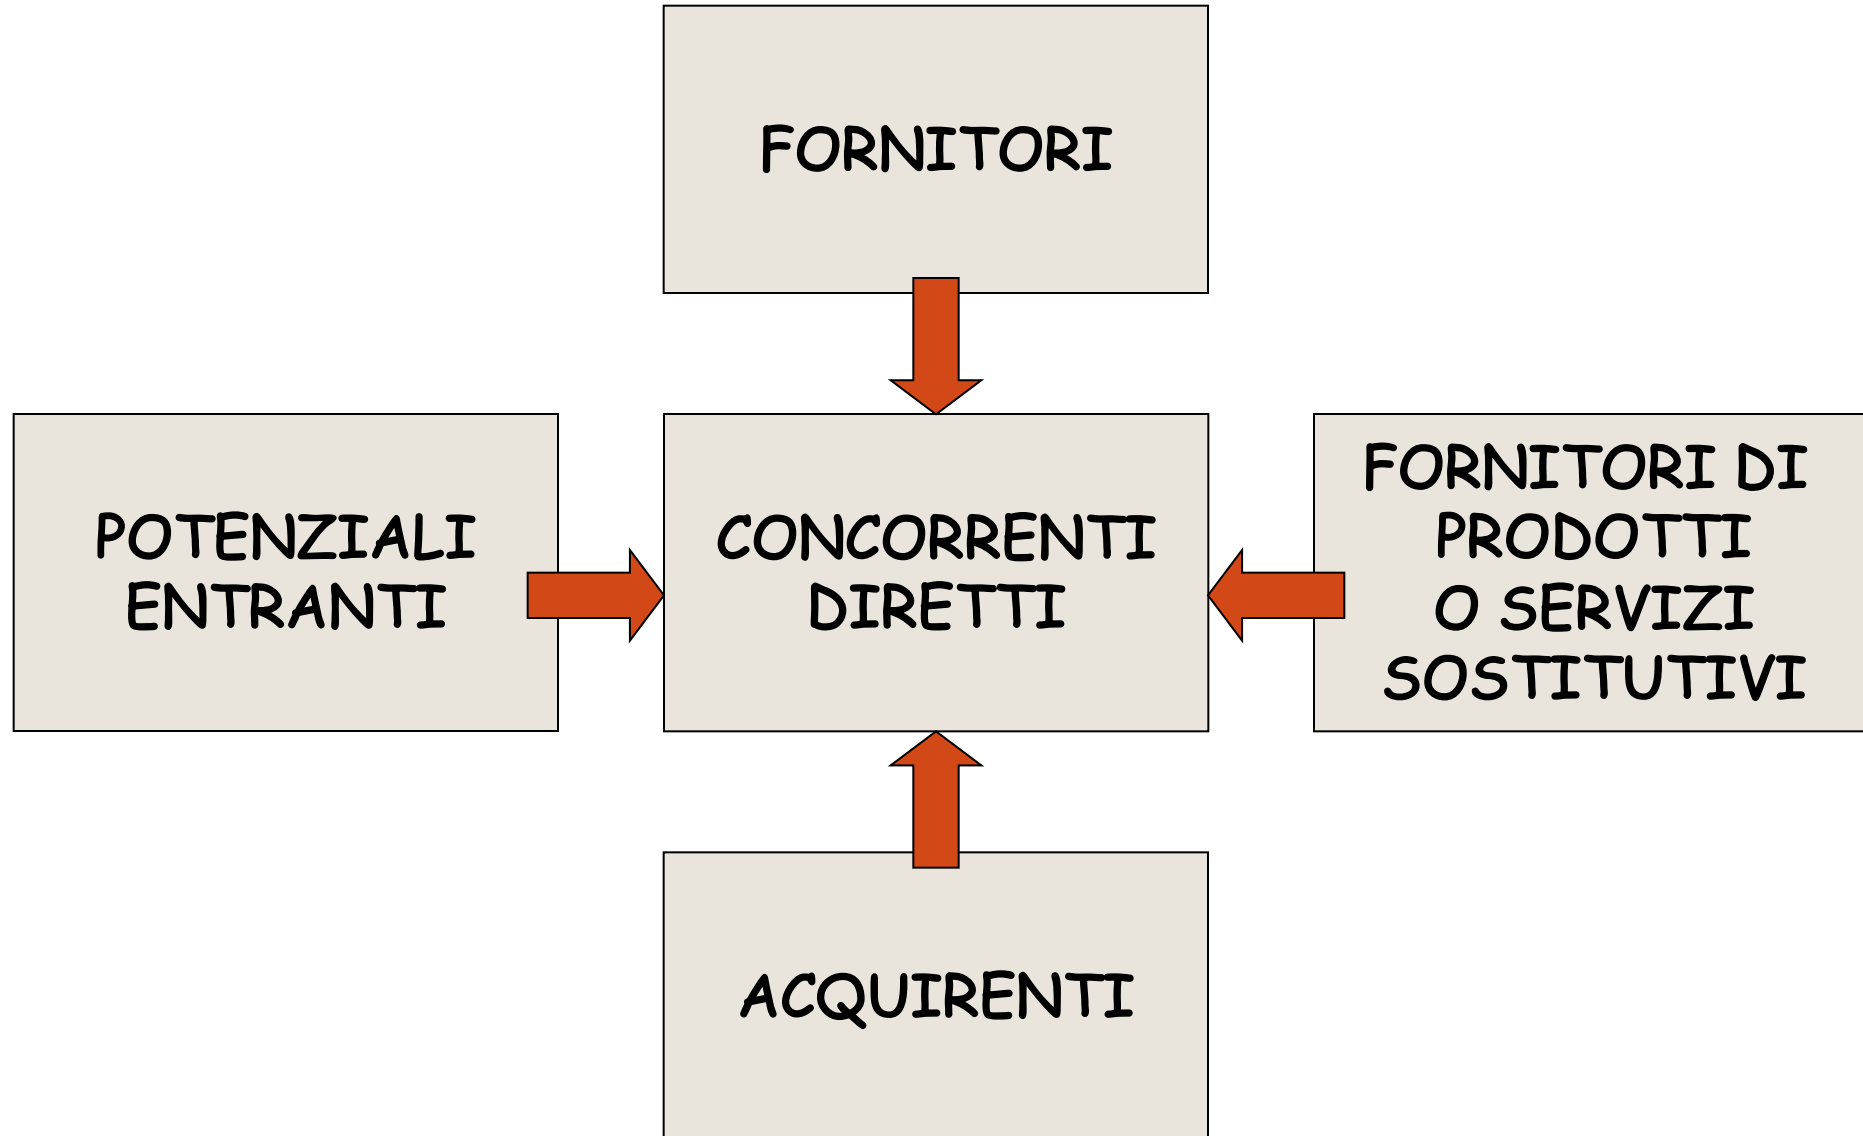 FORNITORI
POTENZIALI
ENTRANTI
CONCORRENTI
DIRETTI
FORNITORI DI
PRODOTTI
O SERVIZI
SOSTITUTIVI
ACQUIRENTI